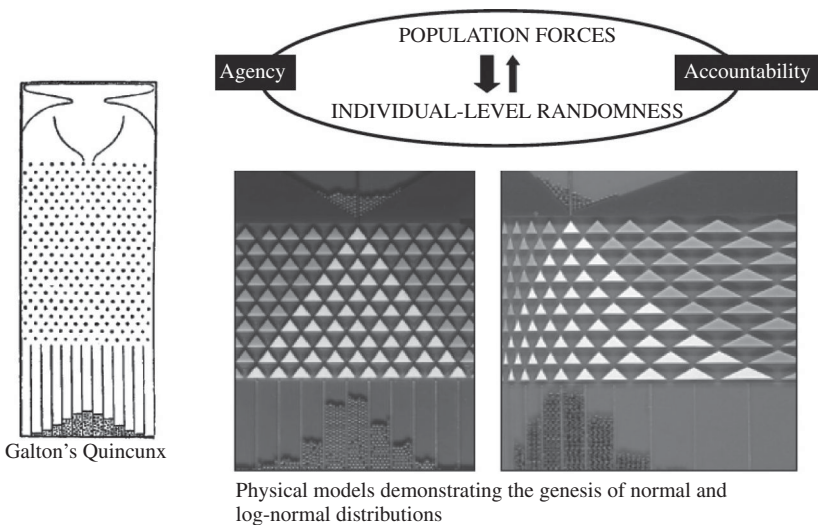 POPULATION FORCES
Agency
Accountability
INDIVIDUAL-LEVEL RANDOMNESS
Galton’s Quincunx
Physical models demonstrating the genesis of normal and
log-normal distributions